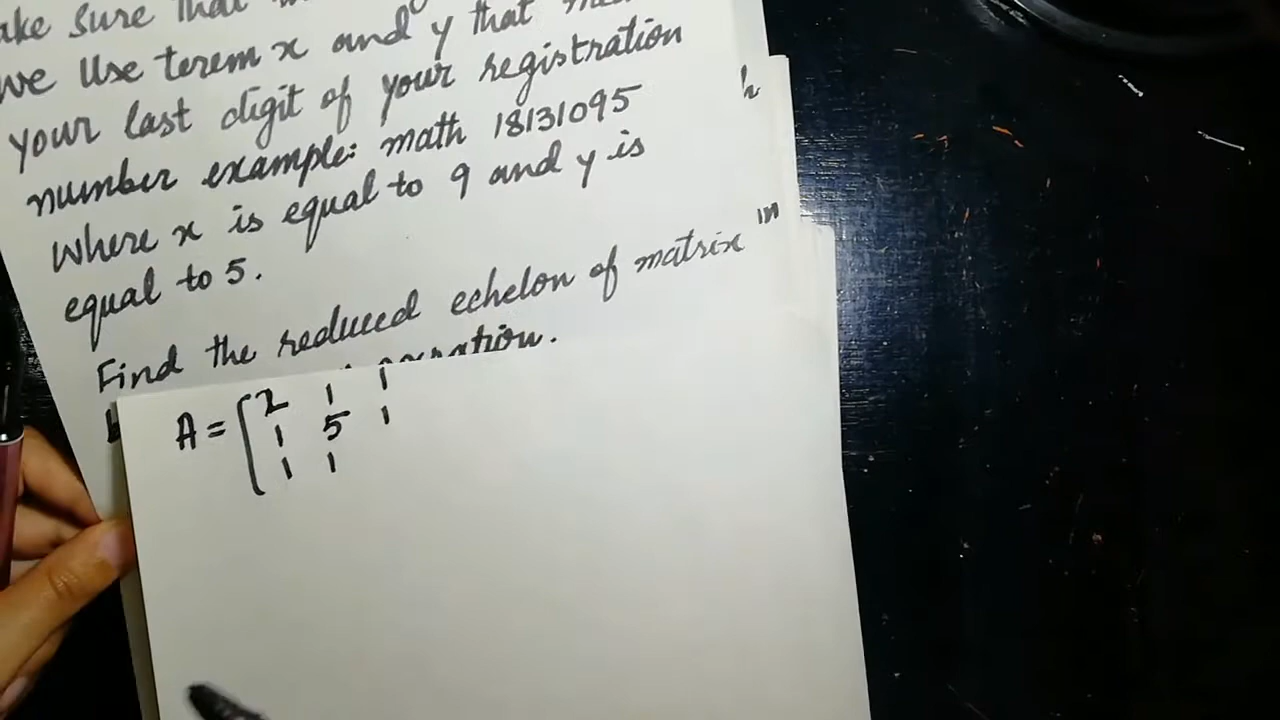 ake sure that
we use terem x and y that
your last digit of your registration
number example: math 18131095
Where x is equal to 9 and y is
equal to 5.
Find the reduced echelon of matrix in
A = [ 2 1 1
1 5 1
1 1